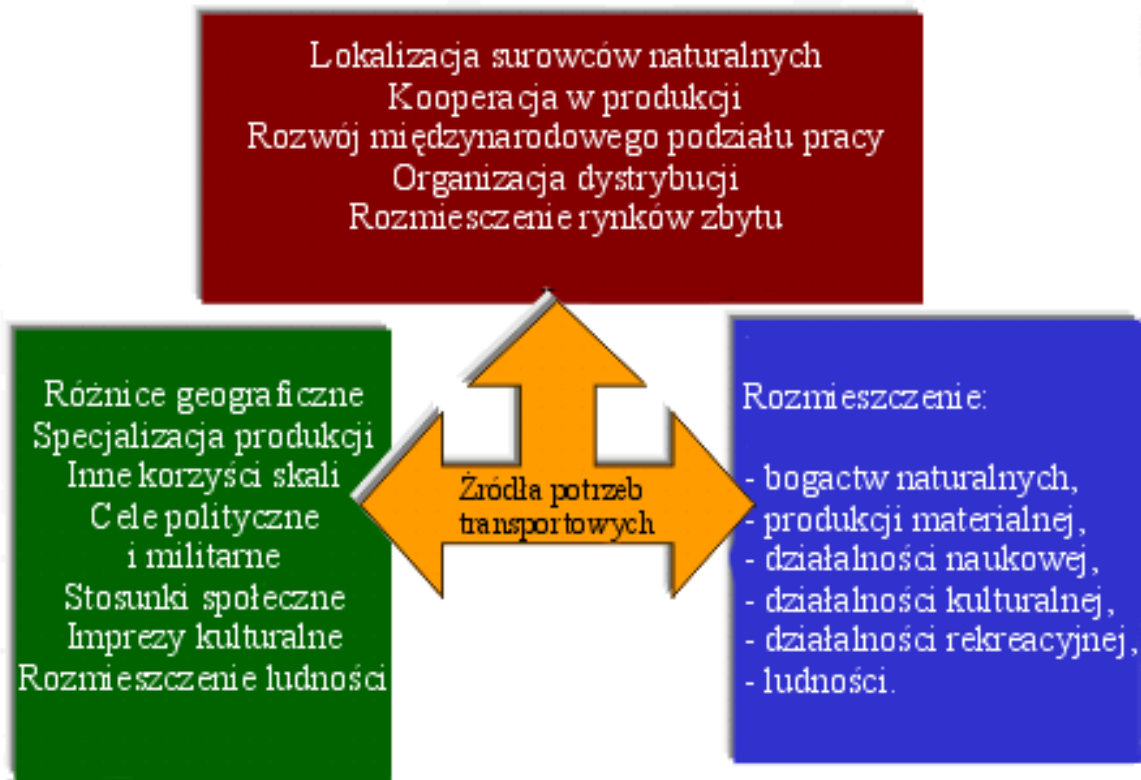 Lokalizacja surowców naturalnych
Kooperacja w produkcji
Rozwój międzynarodowego podziału pracy
Organizacja dystrybucji
Rozmiesczenie rynków zbytu
Różnice geograficzne
Specjalizacja produkcji
Inne korzyści skali
Cele polityczne
i militarne
Stosunki społeczne
Imprezy kulturalne
Rozmieszczenie ludności
Źródła potrzeb
transportowych
Rozmieszczenie:
- bogactw naturalnych,
- produkcji materialnej,
- działalności naukowej,
- działalności kulturalnej,
- działalności rekreacyjnej,
- ludności.